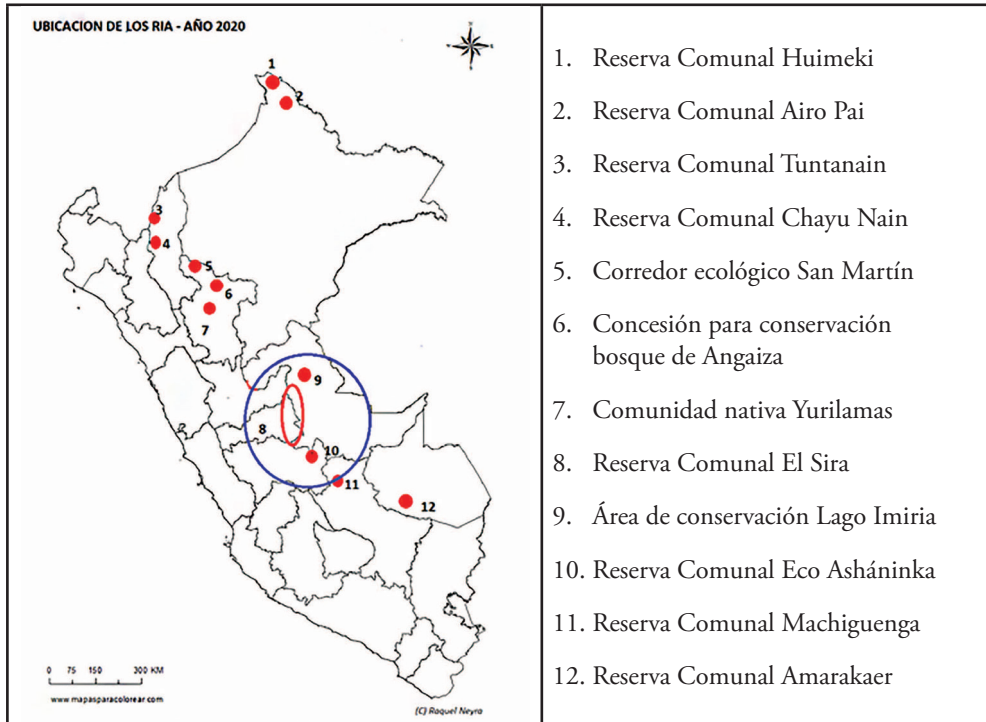 UBICACION DE LOS RIA - AÑO 2020
1
2
3
4
5
6
7
9
8
10
11
12
0 75 150 300 KM
www.mapasparacolorear.com
(C) Raquel Neyra
1. Reserva Comunal Huimeki
2. Reserva Comunal Airo Pai
3. Reserva Comunal Tuntanain
4. Reserva Comunal Chayu Nain
5. Corredor ecológico San Martín
6. Concesión para conservación
bosque de Angaiza
7. Comunidad nativa Yurilamas
8. Reserva Comunal El Sira
9. Área de conservación Lago Imiria
10. Reserva Comunal Eco Asháninka
11. Reserva Comunal Machiguenga
12. Reserva Comunal Amarakaer